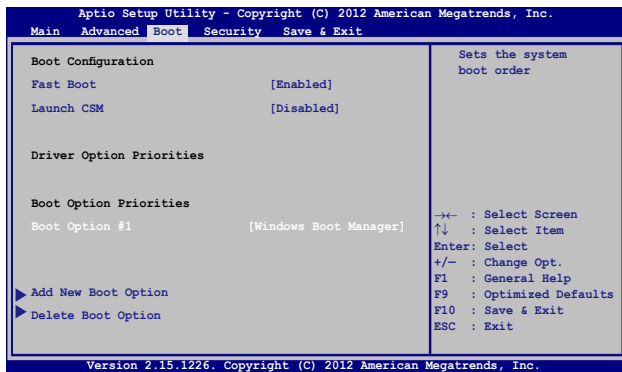 Aptio Setup Utility - Copyright (C) 2012 American Megatrends, Inc.
Main Advanced Boot Security Save & Exit
Boot Configuration
Fast Boot [Enabled]
Launch CSM [Disabled]
Driver Option Priorities
Boot Option Priorities
Boot Option #1 [Windows Boot Manager]
Add New Boot Option
Delete Boot Option
Sets the system
boot order
→← : Select Screen
↑↓ : Select Item
Enter: Select
+/— : Change Opt.
F1 : General Help
F9 : Optimized Defaults
F10 : Save & Exit
ESC : Exit
Version 2.15.1226. Copyright (C) 2012 American Megatrends, Inc.